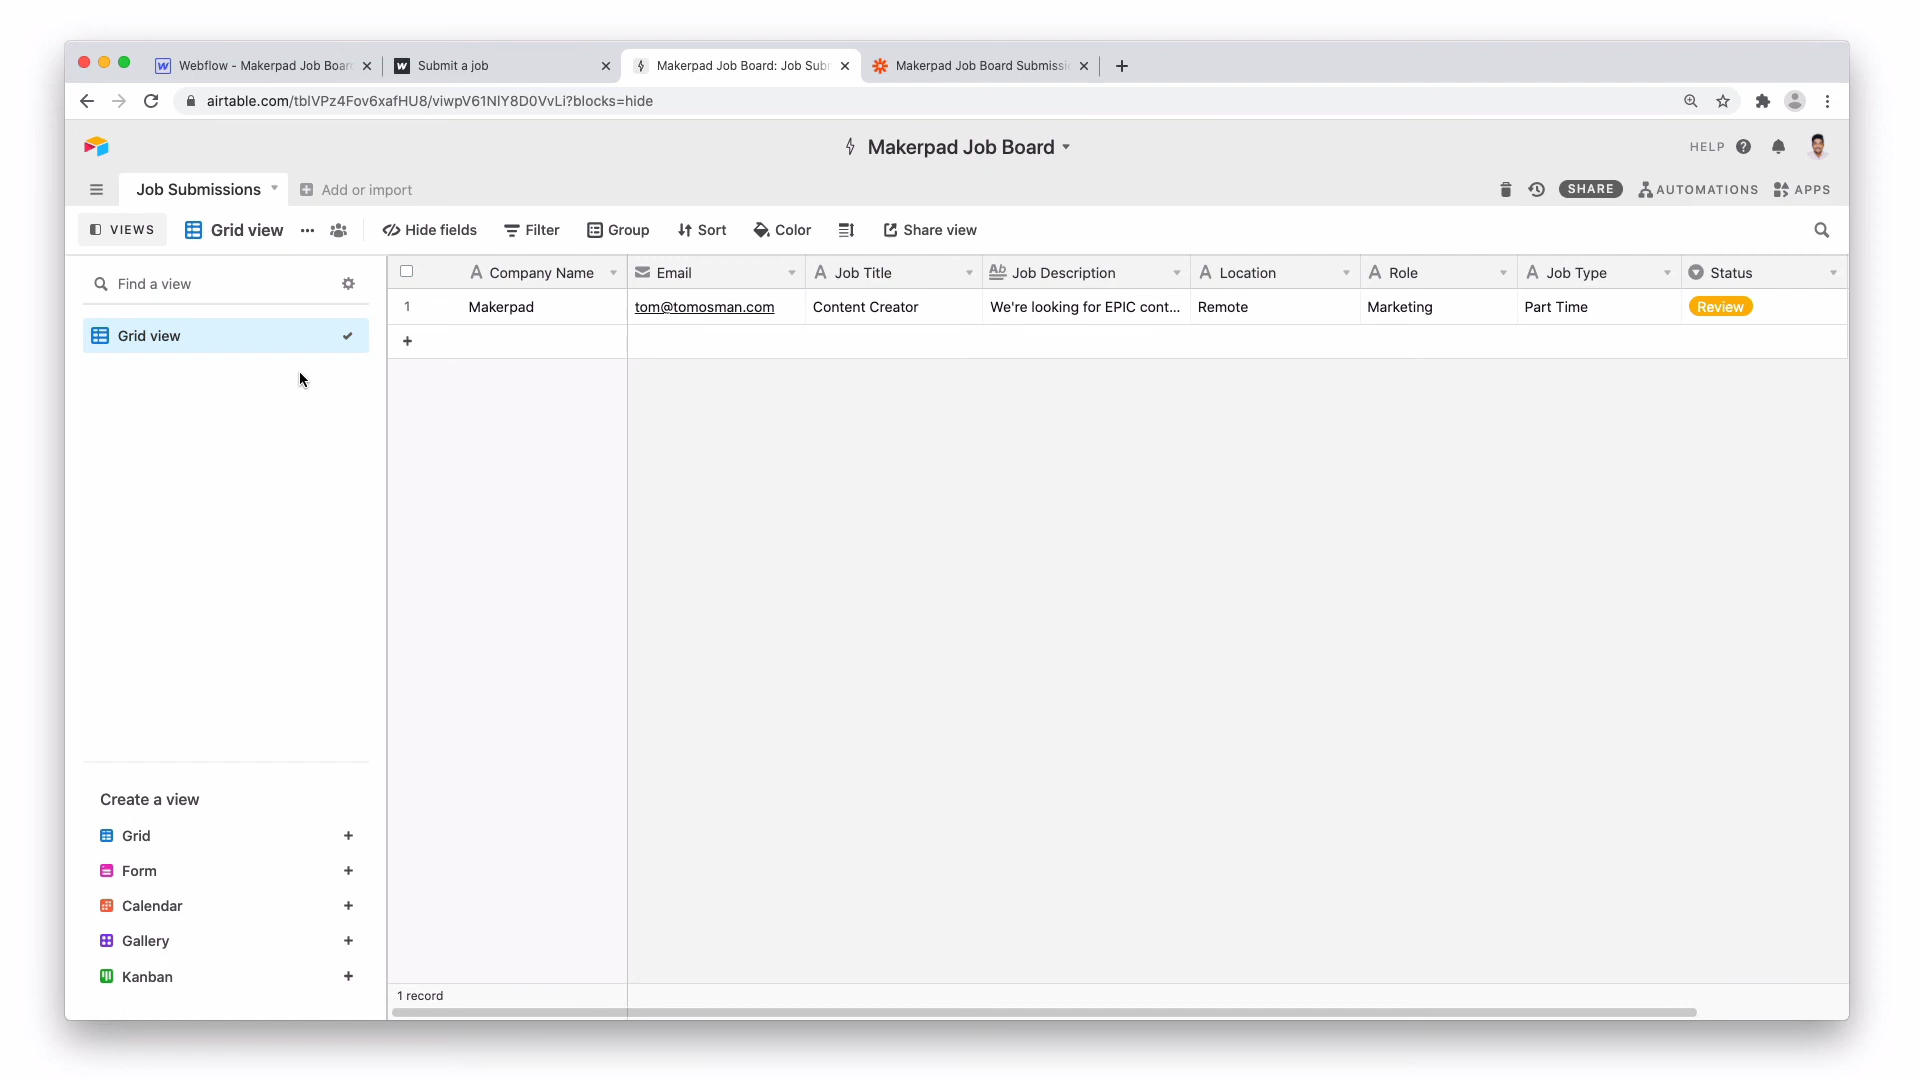 Webflow - Makerpad Job Boar
Submit a job
Makerpad Job Board: Job Subr
Makerpad Job Board Submissi
airtable.com/tblVPz4Fov6xafHU8/viwpV61NlY8D0VvLi?blocks=hide
Makerpad Job Board
HELP
Job Submissions
Add or import
SHARE
AUTOMATIONS
APPS
VIEWS
Grid view
Hide fields
Filter
Group
Sort
Color
Share view
Find a view
Company Name
Email
Job Title
Job Description
Location
Role
Job Type
Status
1
Makerpad
tom@tomosman.com
Content Creator
We're looking for EPIC cont...
Remote
Marketing
Part Time
Review
Grid view
Create a view
Grid
Form
Calendar
Gallery
Kanban
1 record